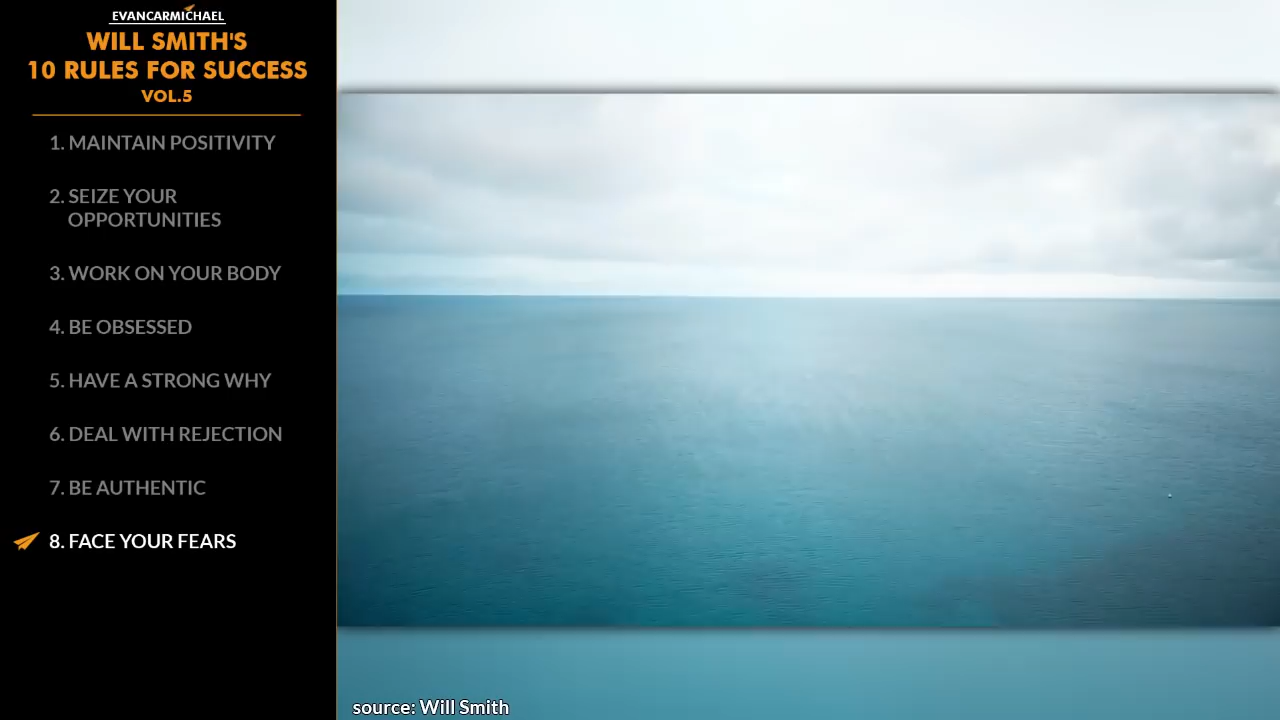 EVANCARMICHAEL
WILL SMITH'S
10 RULES FOR SUCCESS
VOL.5
1. MAINTAIN POSITIVITY
2. SEIZE YOUR
OPPORTUNITIES
3. WORK ON YOUR BODY
4. BE OBSESSED
5. HAVE A STRONG WHY
6. DEAL WITH REJECTION
7. BE AUTHENTIC
8. FACE YOUR FEARS
source: Will Smith